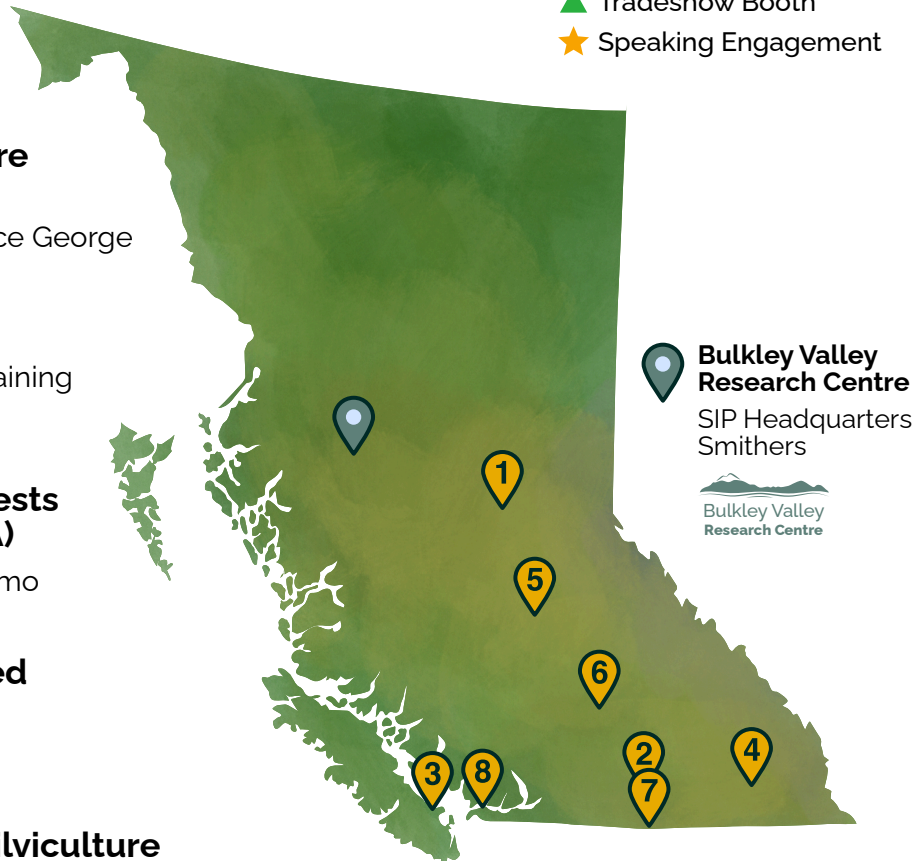 Tradeshow Booth
Speaking Engagement
re
ce George
aining
ests
A)
mo
ed
ilviculture
Bulkley Valley
Research Centre
SIP Headquarters
Smithers
Bulkley Valley
Research Centre
1
5
6
2
4
3
8
7